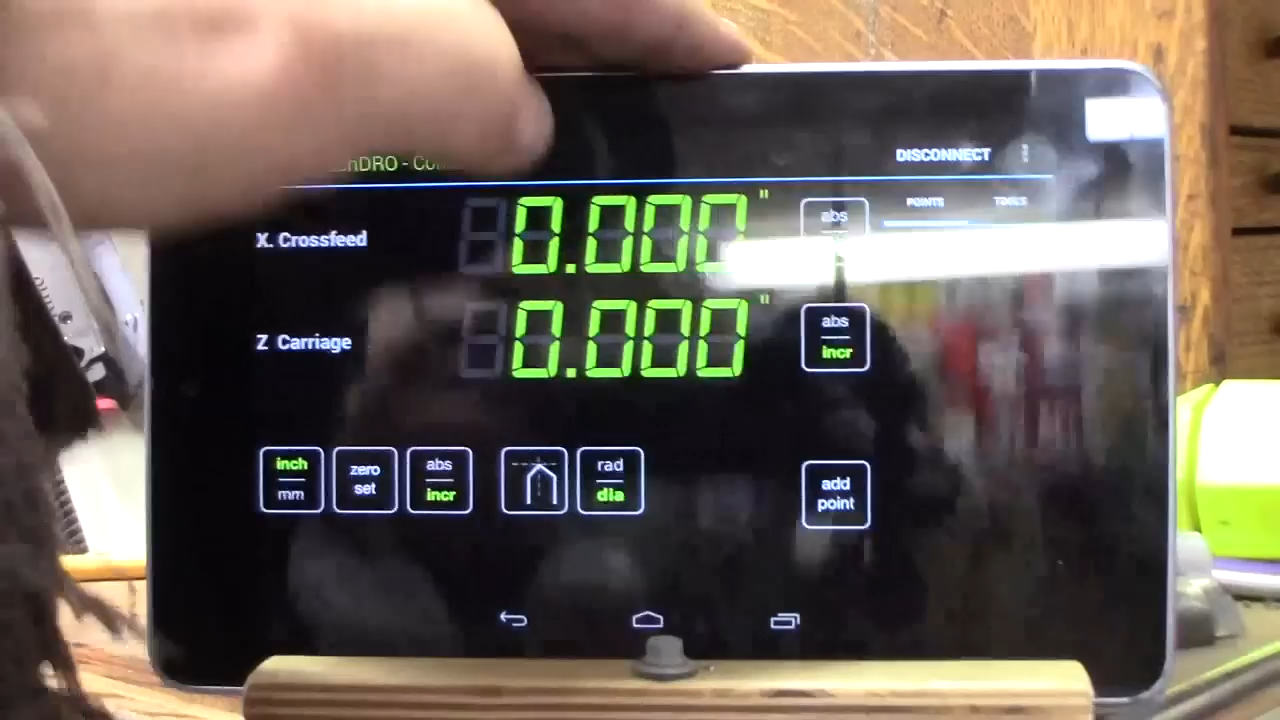 DISCONNECT
POINTS TOOLS
X. Crossfeed 0.000 " abs
Z Carriage 0.000 " abs incr
inch mm
zero set
abs incr
rad dia
add point